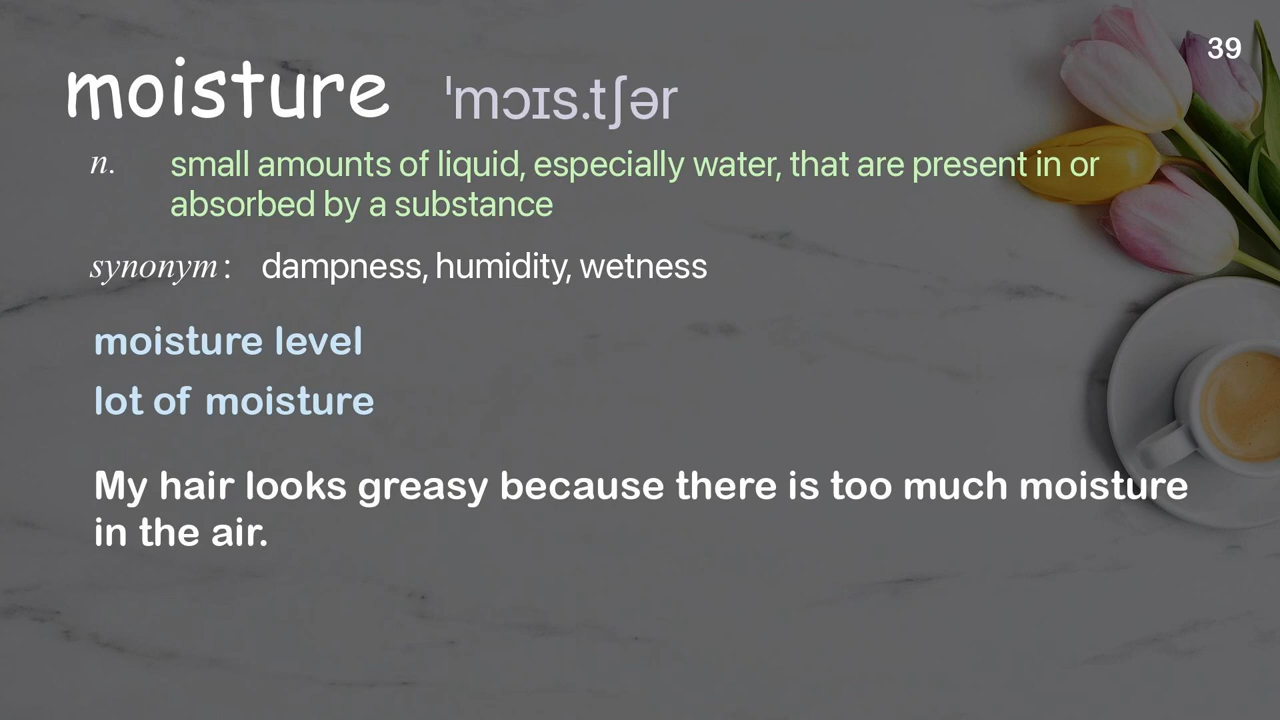 39
moisture ˈmɔɪs.tʃər
n. small amounts of liquid, especially water, that are present in or
absorbed by a substance
synonym: dampness, humidity, wetness
moisture level
lot of moisture
My hair looks greasy because there is too much moisture
in the air.